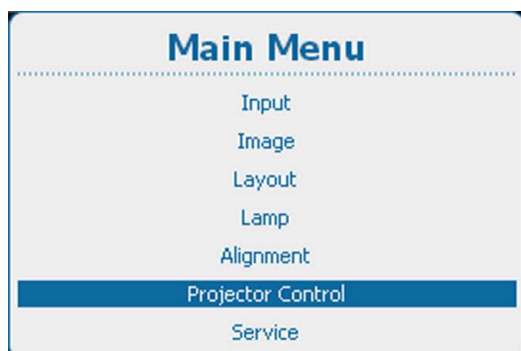 Main Menu
Input
Image
Layout
Lamp
Alignment
Projector Control
Service